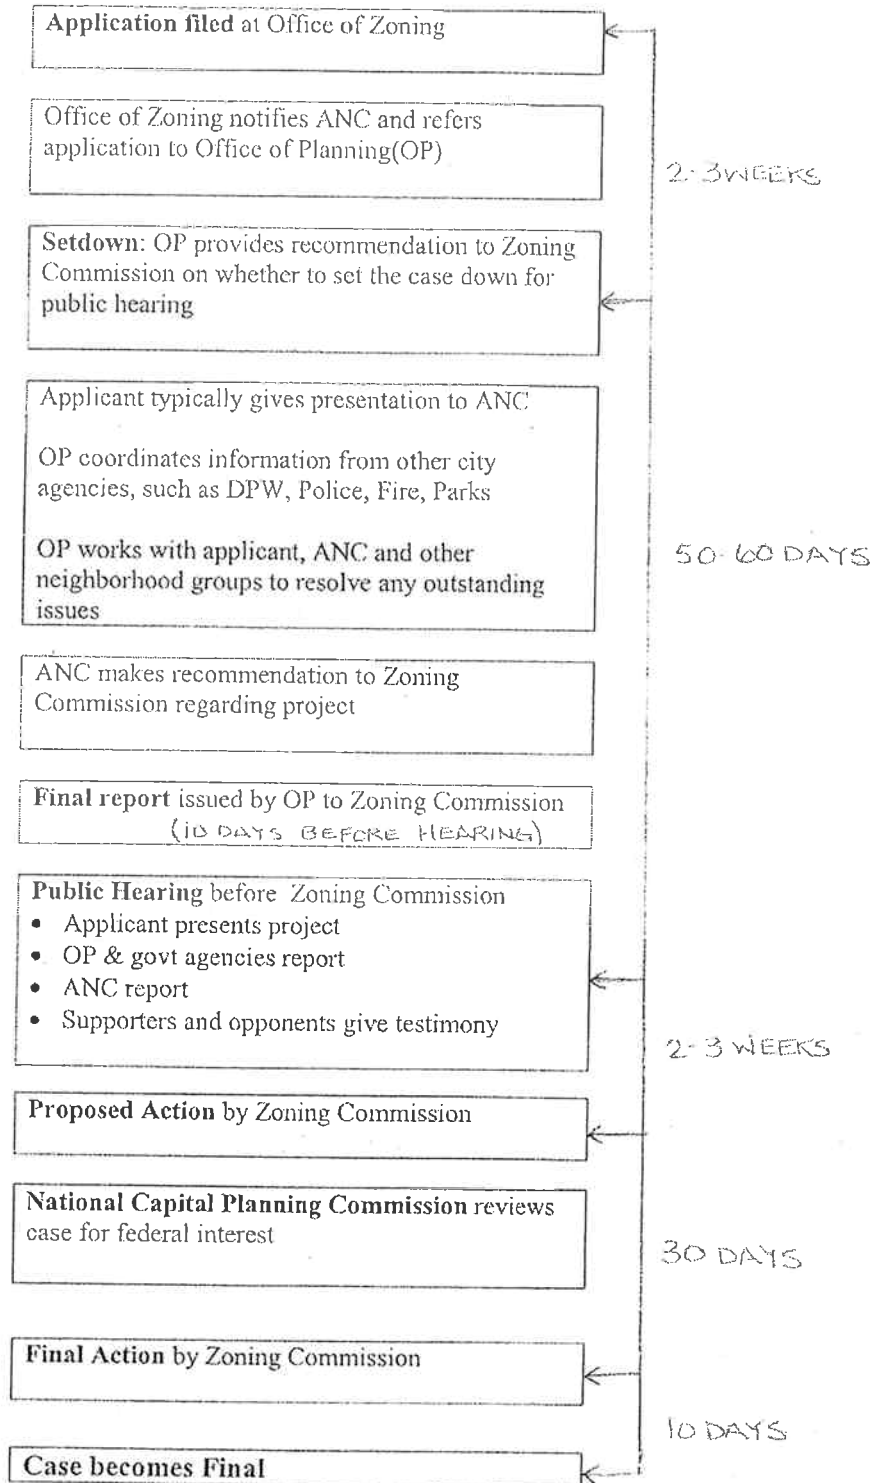 Application filed at Office of Zoning
Office of Zoning notifies ANC and refers
application to Office of Planning(OP)
2-3 WEEKS
Setdown: OP provides recommendation to Zoning
Commission on whether to set the case down for
public hearing
Applicant typically gives presentation to ANC
OP coordinates information from other city
agencies, such as DPW, Police, Fire, Parks
OP works with applicant, ANC and other
neighborhood groups to resolve any outstanding
issues
50-60 DAYS
ANC makes recommendation to Zoning
Commission regarding project
Final report issued by OP to Zoning Commission
(10 DAYS BEFORE HEARING)
Public Hearing before Zoning Commission
• Applicant presents project
• OP & govt agencies report
• ANC report
• Supporters and opponents give testimony
2-3 WEEKS
Proposed Action by Zoning Commission
National Capital Planning Commission reviews
case for federal interest
30 DAYS
Final Action by Zoning Commission
10 DAYS
Case becomes Final